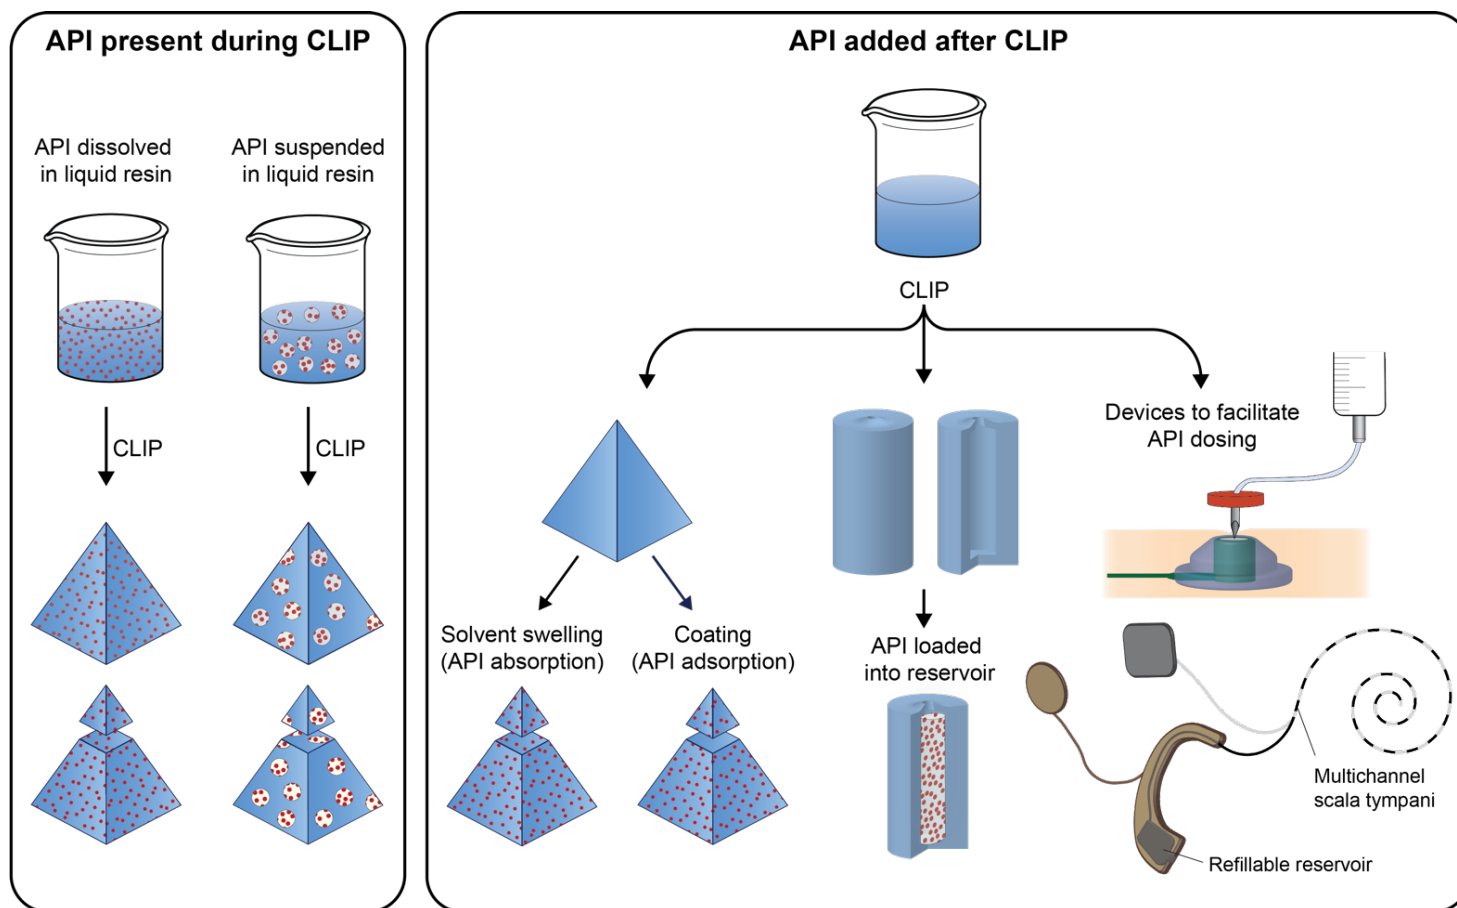 API present during CLIP
API dissolved
in liquid resin
API suspended
in liquid resin
CLIP
CLIP
API added after CLIP
CLIP
Solvent swelling
(API absorption)
Coating
(API adsorption)
API loaded
into reservoir
Devices to facilitate
API dosing
Multichannel
scala tympani
Refillable reservoir